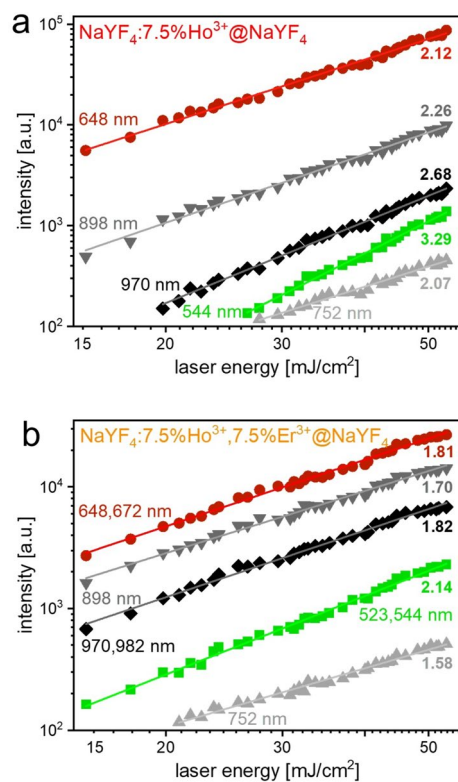 a
NaYF₄:7.5%Ho³⁺@NaYF₄
10⁵
10⁴
10³
10²
intensity [a.u.]
648 nm
2.12
898 nm
2.26
970 nm
2.68
544 nm
3.29
752 nm
2.07
15 20 30 50
laser energy [mJ/cm²]
b
NaYF₄:7.5%Ho³⁺,7.5%Er³⁺@NaYF₄
10⁴
10³
10²
intensity [a.u.]
648,672 nm
1.81
898 nm
1.70
970,982 nm
1.82
523,544 nm
2.14
752 nm
1.58
15 20 30 50
laser energy [mJ/cm²]